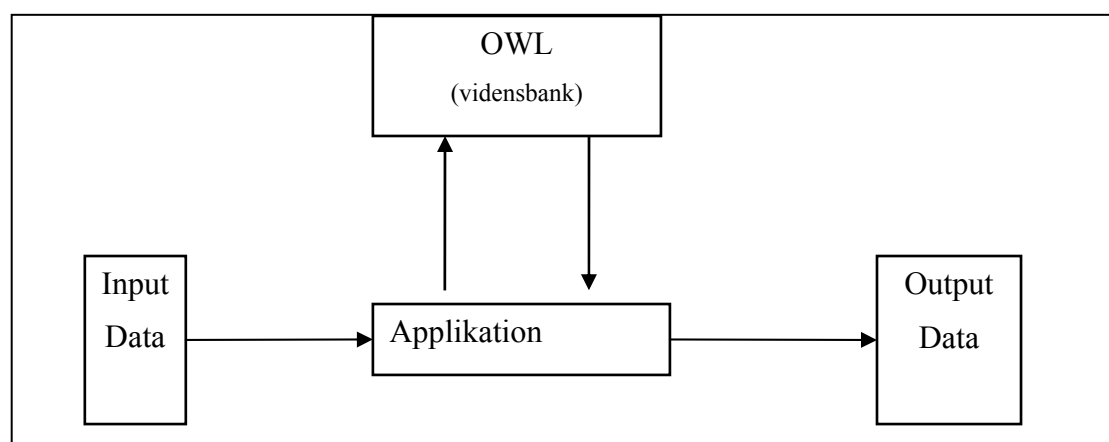 OWL
(vidensbank)
Input
Data
Applikation
Output
Data